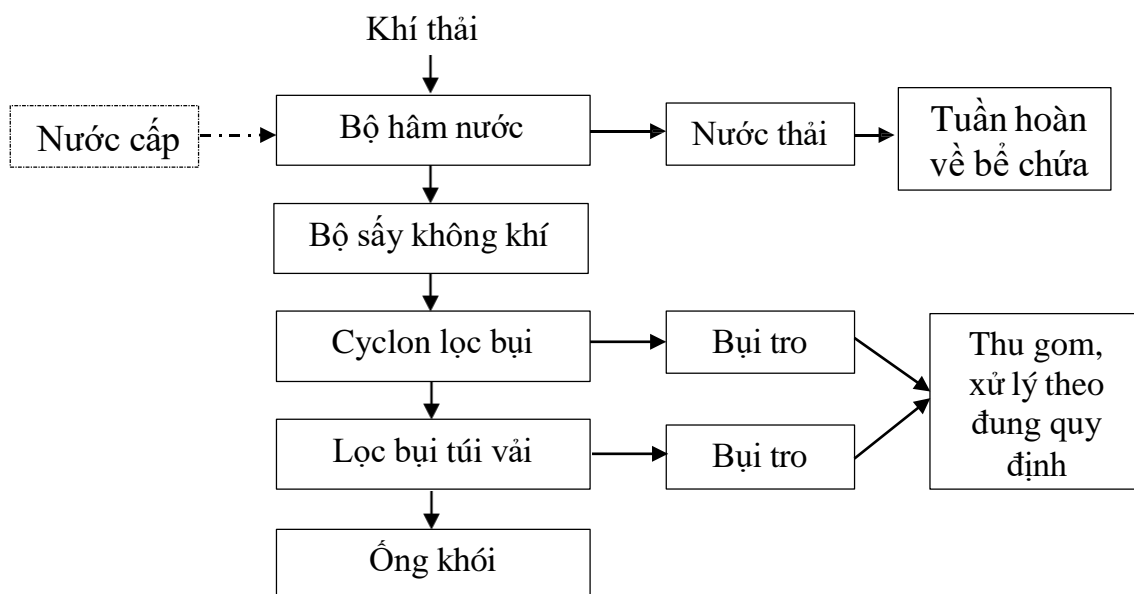 Khí thải
Nước cấp
Bộ hâm nước
Nước thải
Tuần hoàn
về bể chứa
Bộ sấy không khí
Cyclon lọc bụi
Bụi tro
Thu gom,
xử lý theo
đung quy
định
Lọc bụi túi vải
Bụi tro
Ống khói